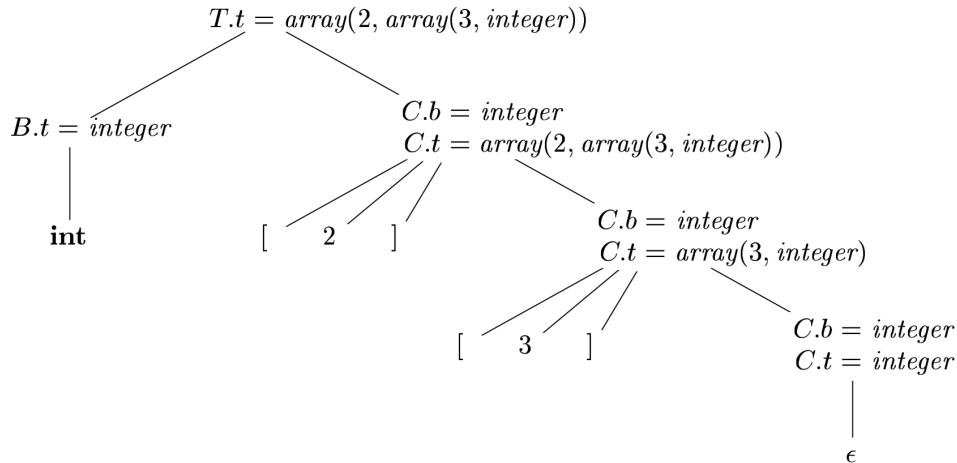 T.t = array(2, array(3, integer))
C.b = integer
B.t = integer
C.t = array(2, array(3, integer))
C.b = integer
int
[ 2 ]
C.t = array(3, integer)
C.b = integer
[ 3 ]
C.t = integer
ϵ